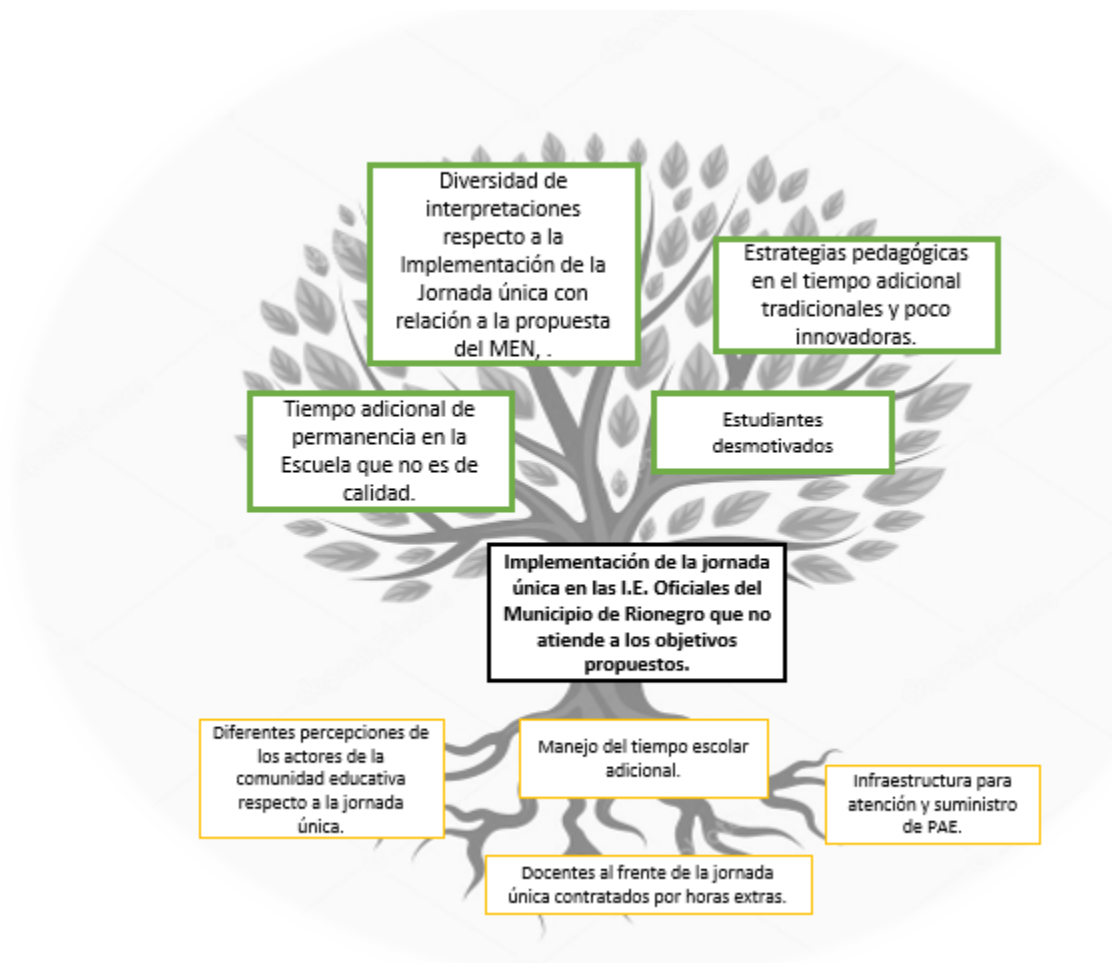 Diversidad de
interpretaciones
respecto a la
Implementación de la
Jornada única con
relación a la propuesta
del MEN, .
Estrategias pedagógicas
en el tiempo adicional
tradicionales y poco
innovadoras.
Tiempo adicional de
permanencia en la
Escuela que no es de
calidad.
Estudiantes
desmotivados
Implementación de la jornada
única en las I.E. Oficiales del
Municipio de Rionegro que no
atiende a los objetivos
propuestos.
Diferentes percepciones de
los actores de la
comunidad educativa
respecto a la jornada
única.
Manejo del tiempo escolar
adicional.
Infraestructura para
atención y suministro
de PAE.
Docentes al frente de la jornada
única contratados por horas extras.